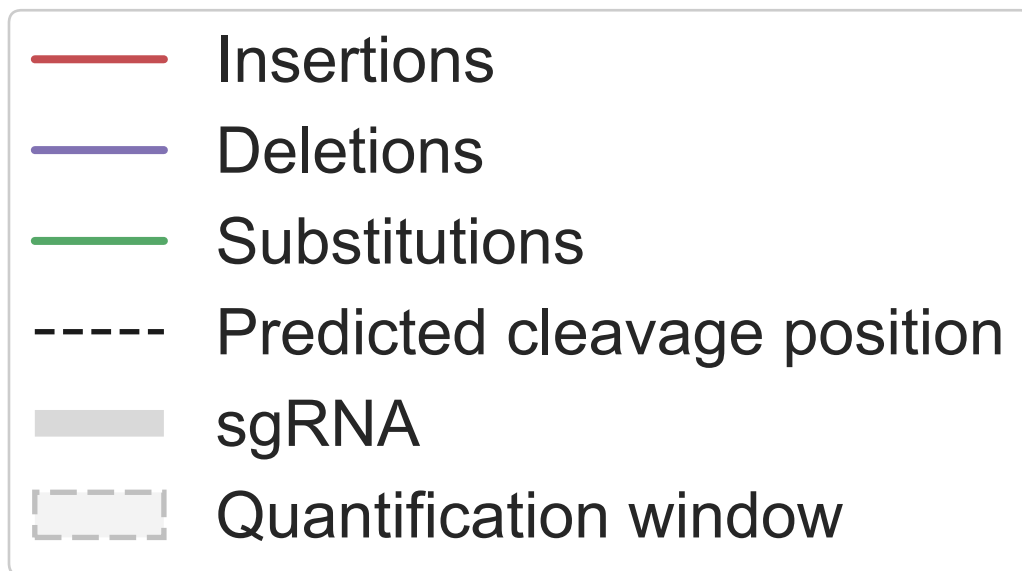 Insertions
Deletions
Substitutions
Predicted cleavage position
sgRNA
Quantification window